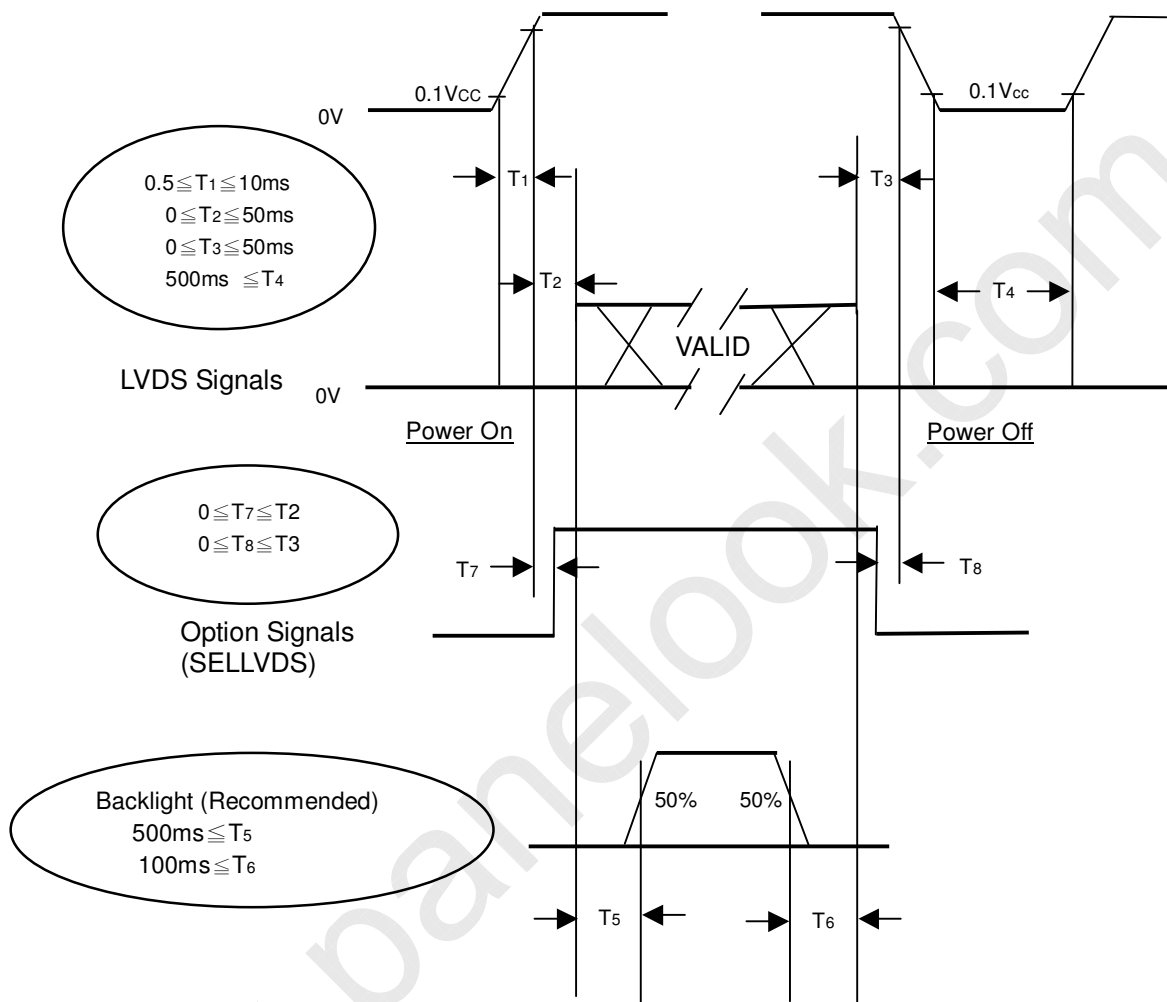 0.1VCC
0.1Vcc
0V
0.5≦T1≦10ms
0≦T2≦50ms
0≦T3≦50ms
500ms ≦T4
T1
T3
T2
T4
VALID
LVDS Signals
0V
Power On
Power Off
0≦T7≦T2
0≦T8≦T3
T7
T8
Option Signals
(SELLVDS)
Backlight (Recommended)
500ms≦T5
100ms≦T6
50%
50%
T5
T6
panelook.com